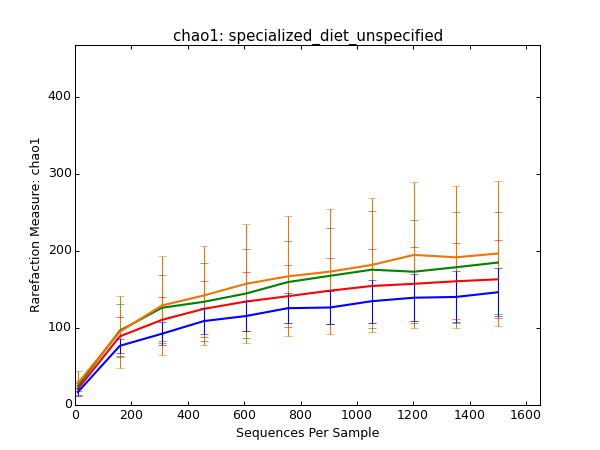 chao1: specialized_diet_unspecified
Rarefaction Measure: chao1
400
300
200
100
0
0 200 400 600 800 1000 1200 1400 1600
Sequences Per Sample